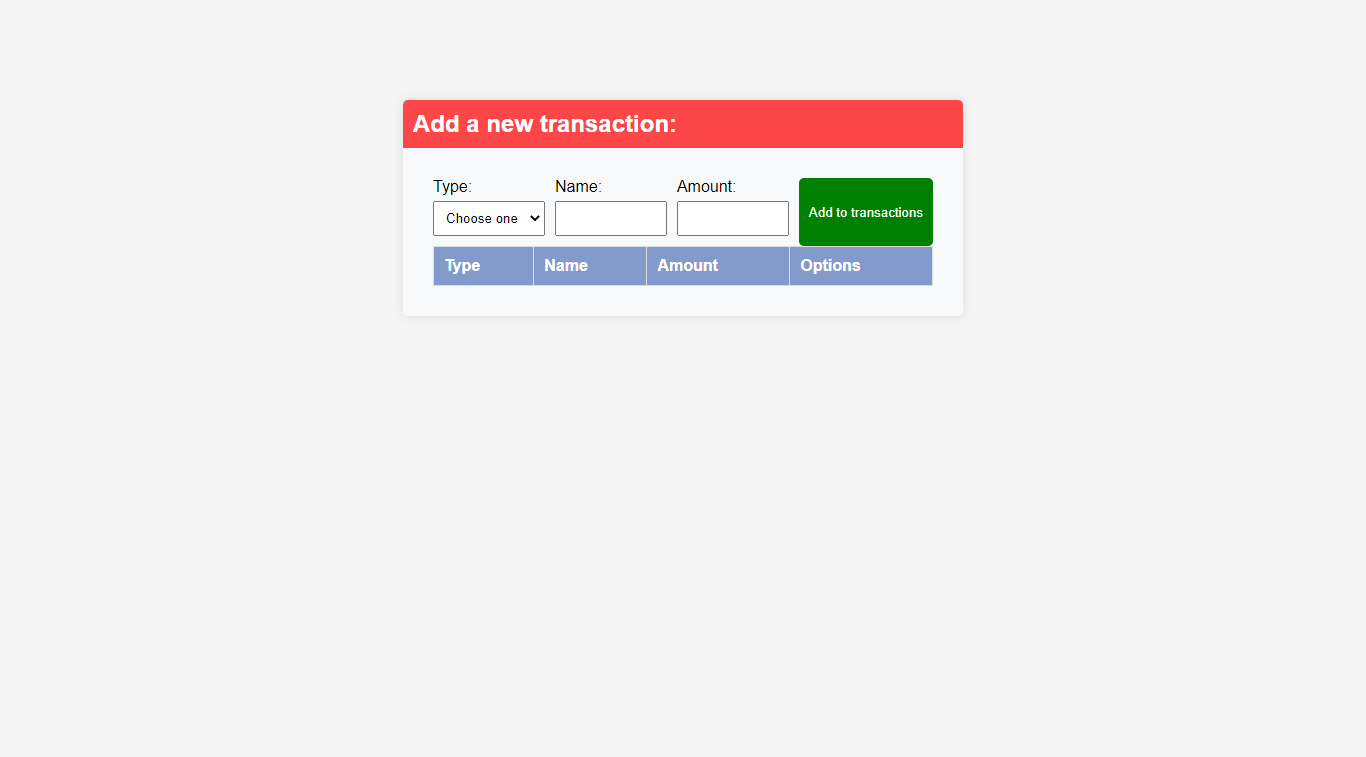 Add a new transaction:
Type: Name: Amount:
Choose one Add to transactions
Type Name Amount Options